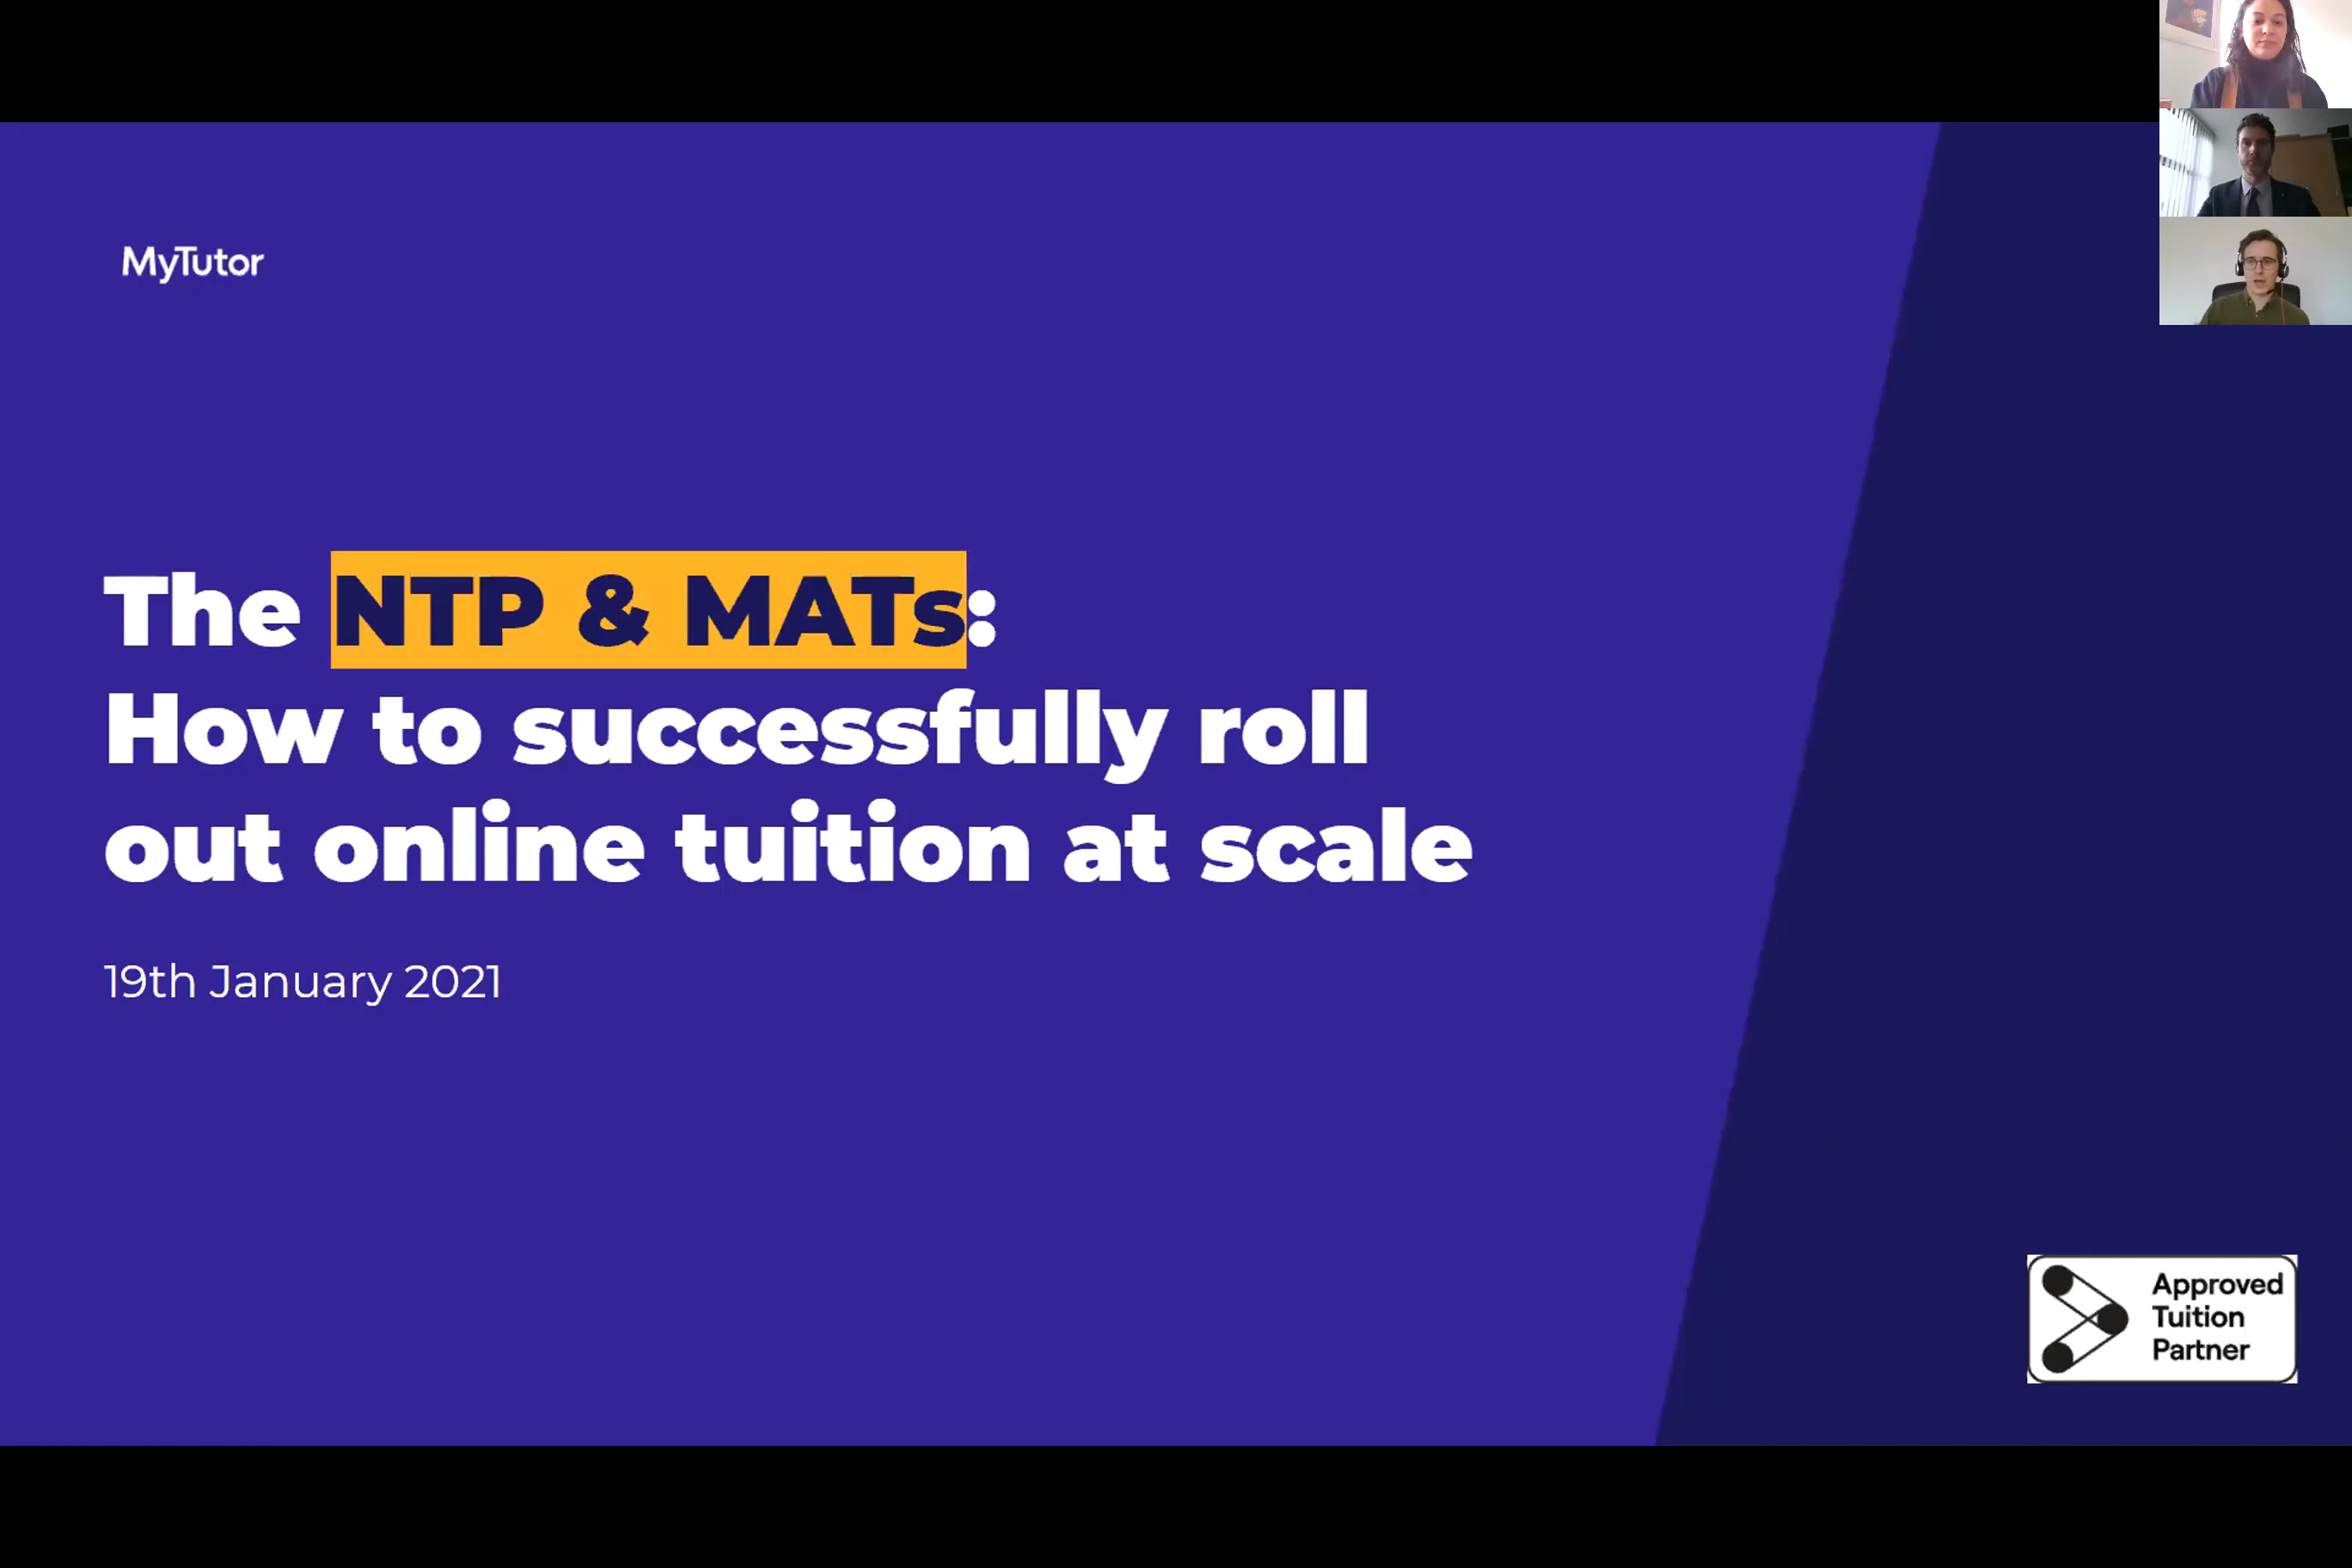 MyTutor
The NTP & MATs:
How to successfully roll
out online tuition at scale
19th January 2021
Approved
Tuition
Partner